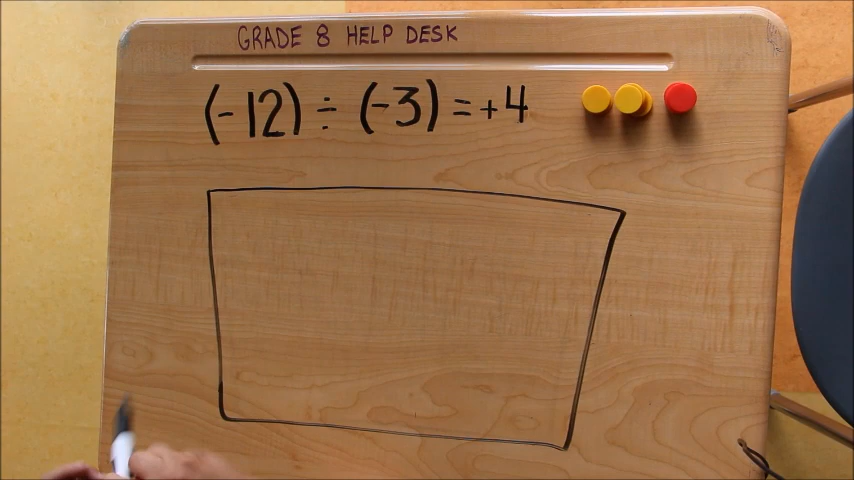 GRADE 8 HELP DESK
(-12) ÷ (-3) = +4